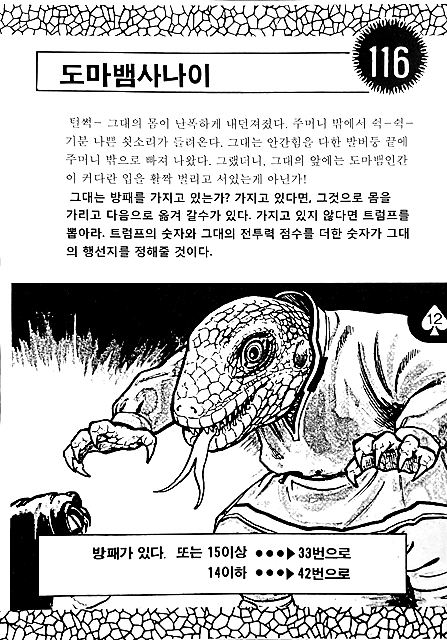 116
도마뱀사나이
털썩- 그대의 몸이 난폭하게 내던져졌다. 주머니 밖에서 쉭-쉭-
기분 나쁜 쉿소리가 들려온다. 그대는 안간힘을 다한 발버둥 끝에
주머니 밖으로 빠져 나왔다. 그랬더니, 그대의 앞에는 도마뱀인간
이 커다란 입을 활짝 벌리고 서있는게 아닌가!
그대는 방패를 가지고 있는가? 가지고 있다면, 그것으로 몸을
가리고 다음으로 옮겨 갈수가 있다. 가지고 있지 않다면 트럼프를
뽑아라. 트럼프의 숫자와 그대의 전투력 점수를 더한 숫자가 그대
의 행선지를 정해줄 것이다.
12
방패가 있다. 또는 15이상 ●●●▶33번으로
14이하 ●●●▶42번으로